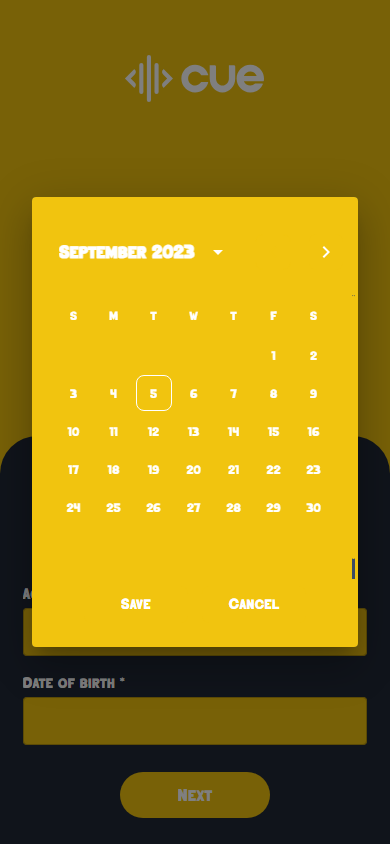 cue
September 2023
S M T W T F S
1 2
3 4 5 6 7 8 9
10 11 12 13 14 15 16
17 18 19 20 21 22 23
24 25 26 27 28 29 30
Save Cancel
Date of birth *
Next